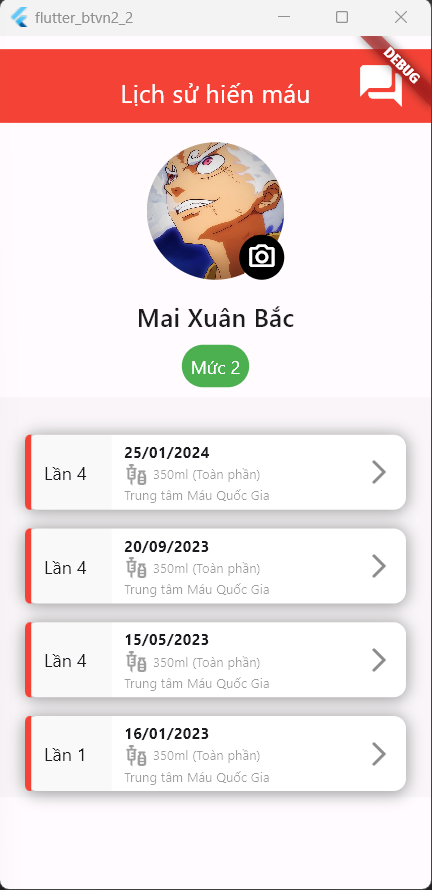 flutter_btvn2_2
DEBUG
Lịch sử hiến máu
Mai Xuân Bắc
Mức 2
25/01/2024
Lần 4
350ml (Toàn phần)
Trung tâm Máu Quốc Gia
20/09/2023
Lần 4
350ml (Toàn phần)
Trung tâm Máu Quốc Gia
15/05/2023
Lần 4
350ml (Toàn phần)
Trung tâm Máu Quốc Gia
16/01/2023
Lần 1
350ml (Toàn phần)
Trung tâm Máu Quốc Gia